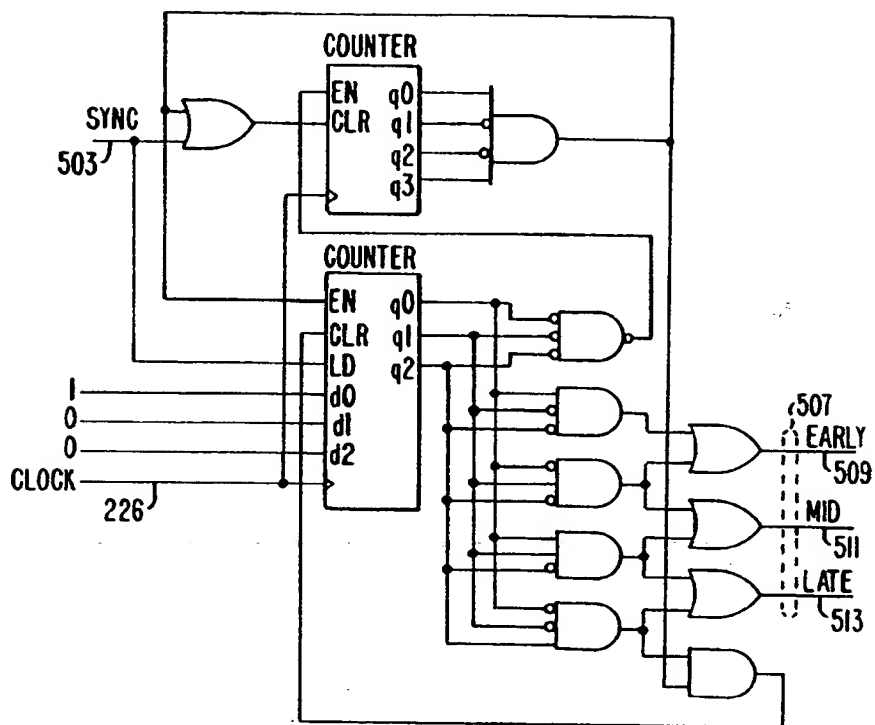 COUNTER
EN q0
CLR q1
q2
q3
SYNC
503
COUNTER
EN q0
CLR q1
LD q2
1 d0
0 d1
0 d2
CLOCK
226
507
EARLY
509
MID
511
LATE
513